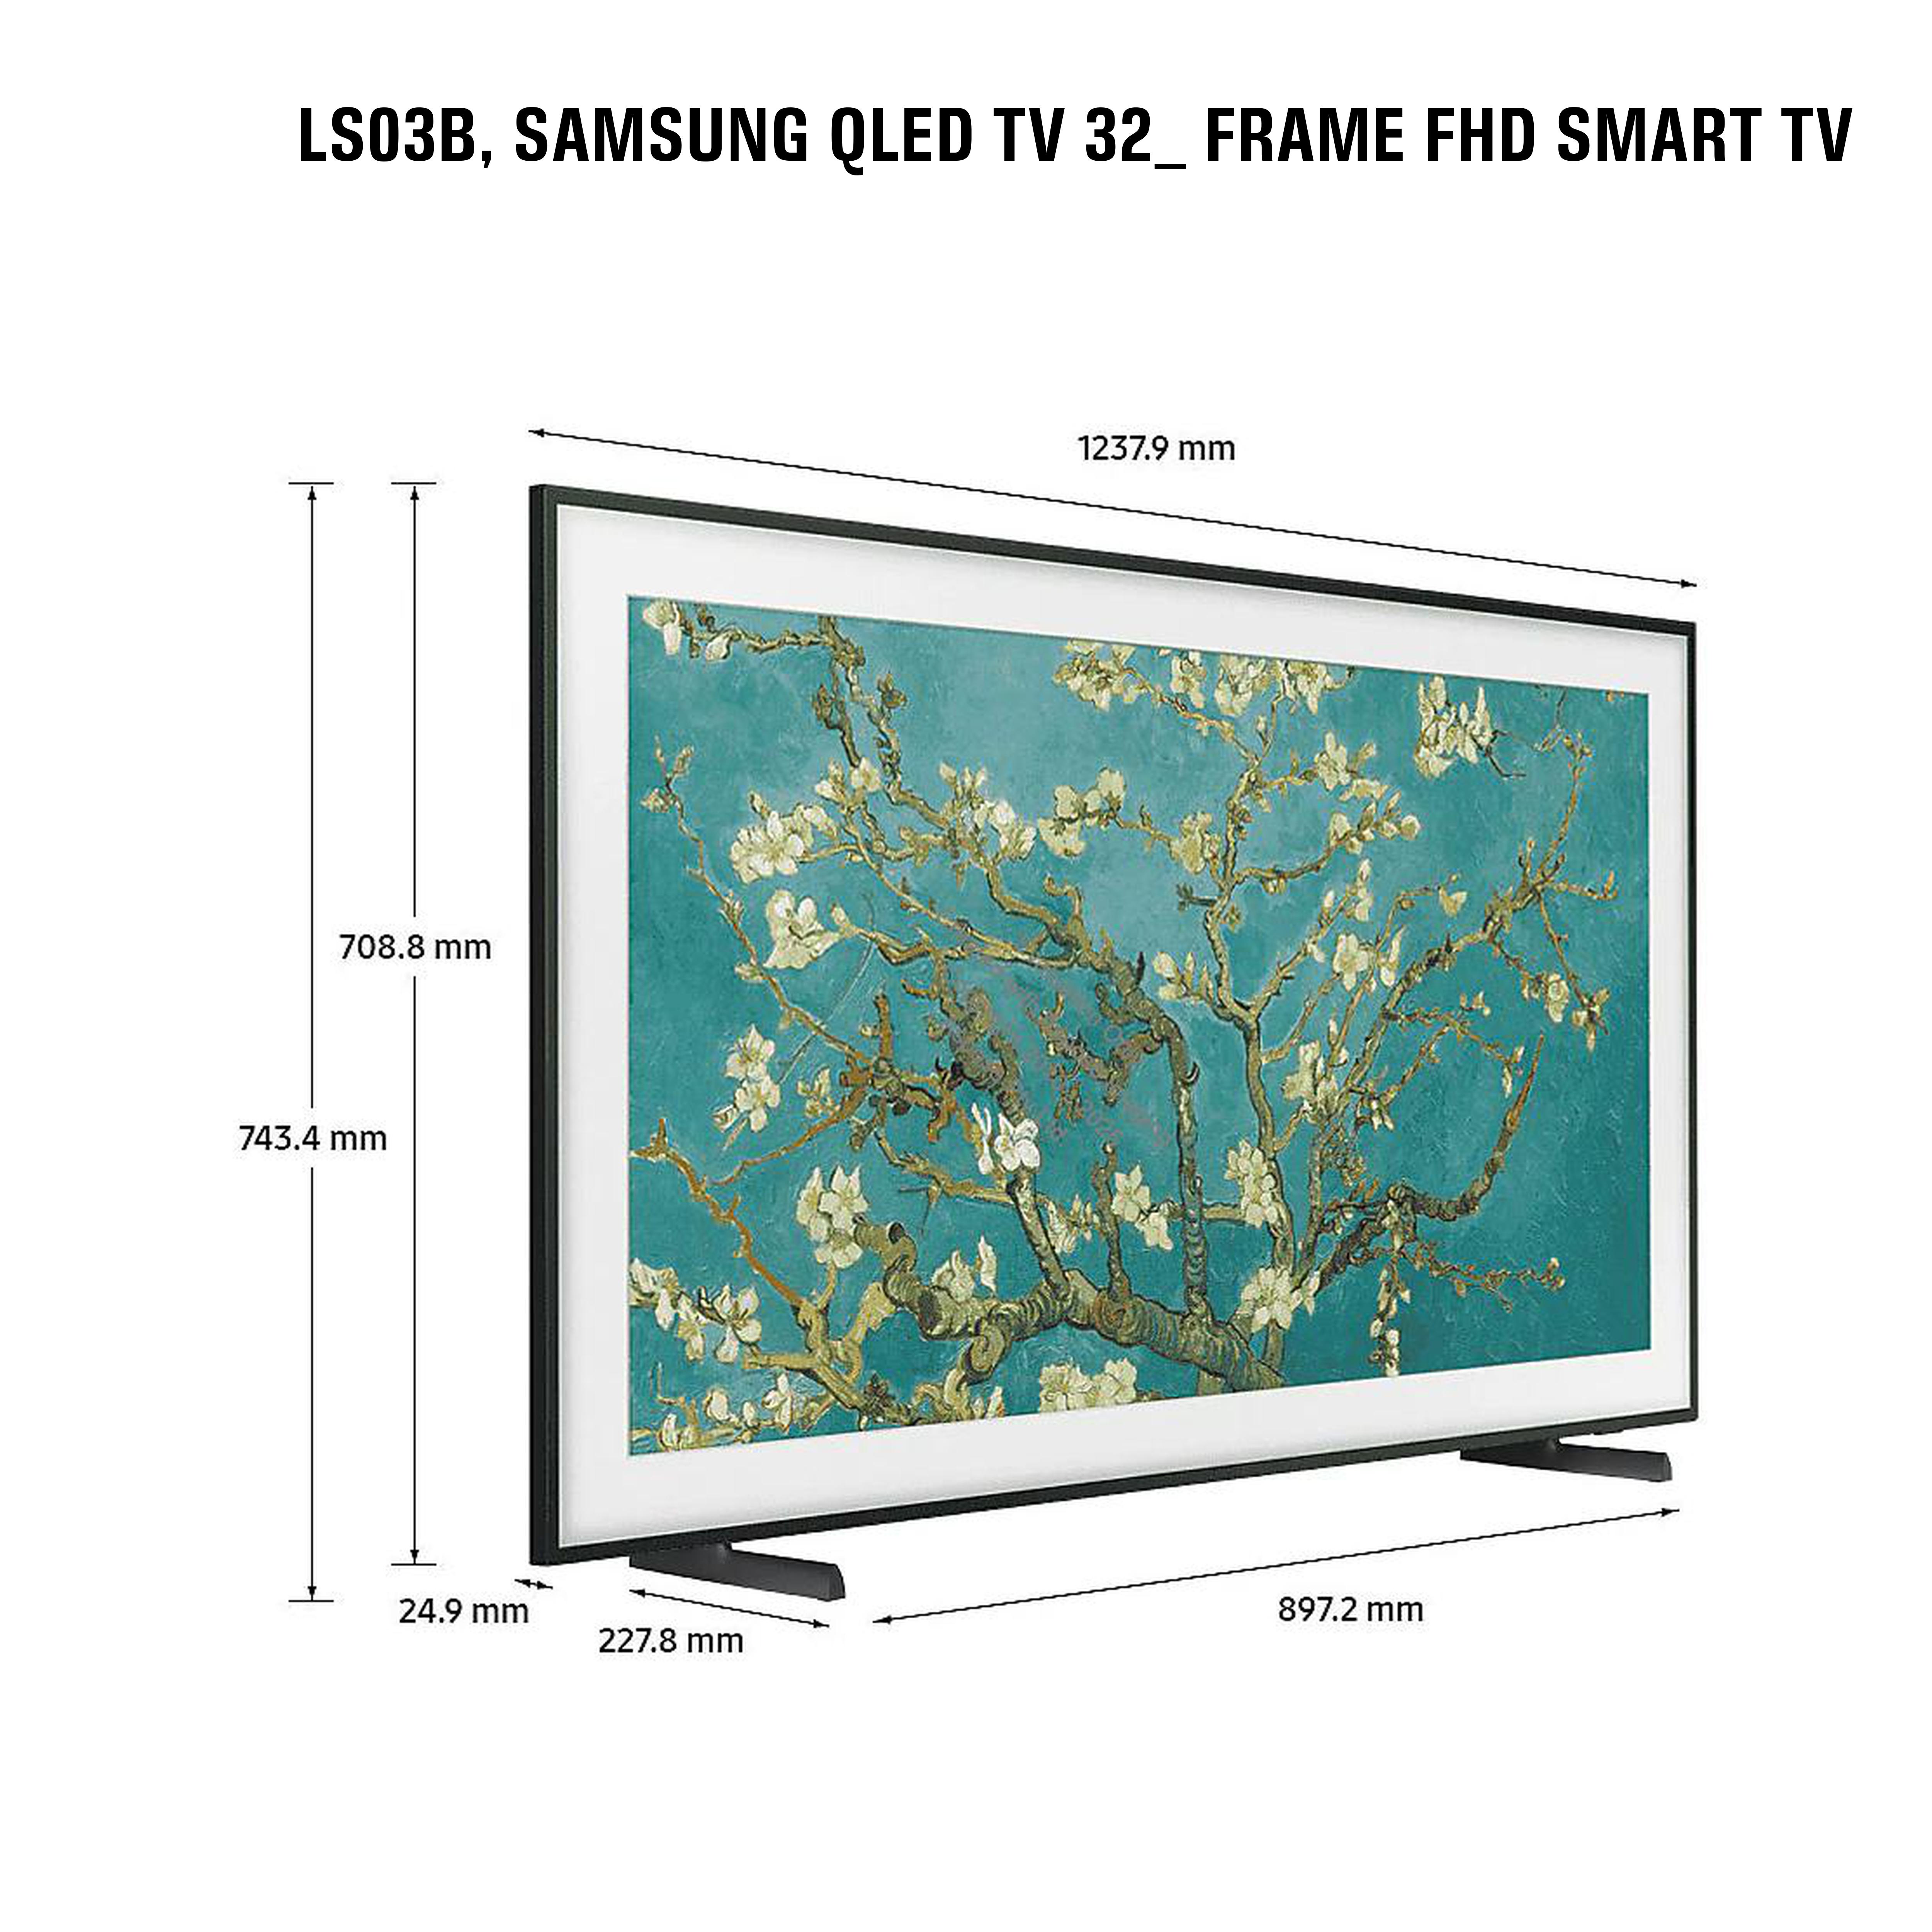 LS03B, SAMSUNG QLED TV 32_ FRAME FHD SMART TV
1237.9 mm
708.8 mm
743.4 mm
24.9 mm
227.8 mm
897.2 mm